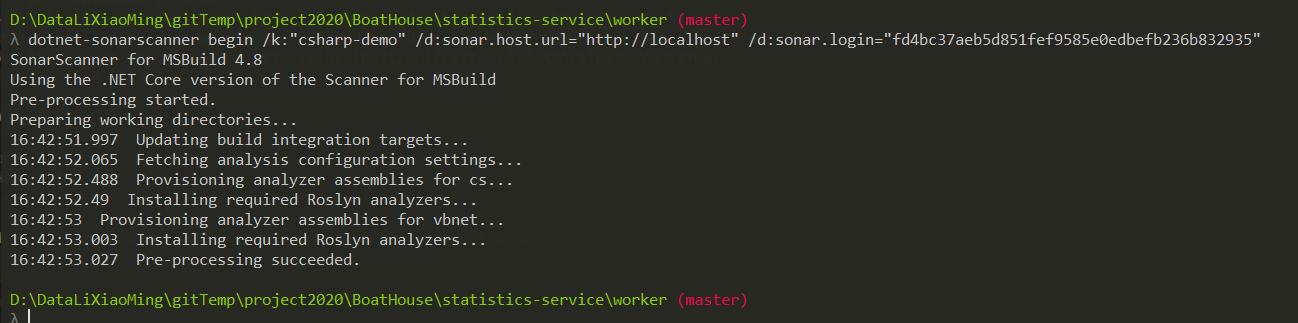 D:\DataLiXiaoMing\gitTemp\project2020\BoatHouse\statistics-service\worker (master)
λ dotnet-sonarscanner begin /k:"csharp-demo" /d:sonar.host.url="http://localhost" /d:sonar.login="fd4bc37aeb5d851fef9585e0edbefb236b832935"
SonarScanner for MSBuild 4.8
Using the .NET Core version of the Scanner for MSBuild
Pre-processing started.
Preparing working directories...
16:42:51.997  Updating build integration targets...
16:42:52.065  Fetching analysis configuration settings...
16:42:52.488  Provisioning analyzer assemblies for cs...
16:42:52.49  Installing required Roslyn analyzers...
16:42:53  Provisioning analyzer assemblies for vbnet...
16:42:53.003  Installing required Roslyn analyzers...
16:42:53.027  Pre-processing succeeded.
D:\DataLiXiaoMing\gitTemp\project2020\BoatHouse\statistics-service\worker (master)
λ